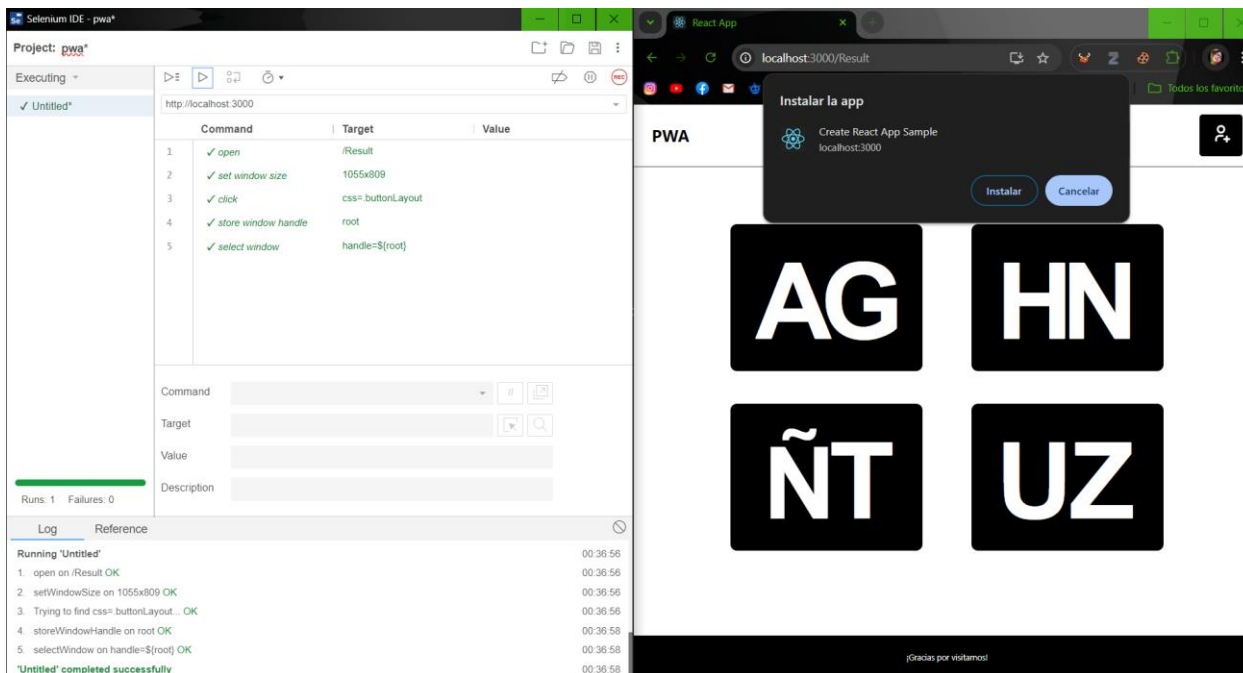 Selenium IDE - pwa*
Project: pwa*
Executing
✓ Untitled*
REC
http://localhost:3000
Command Target Value
1 ✓ open /Result
2 ✓ set window size 1055x809
3 ✓ click css=.buttonLayout
4 ✓ store window handle root
5 ✓ select window handle=${root}
Command
//
Target
Value
Description
Runs: 1 Failures: 0
Log Reference
Running 'Untitled' 00:36:56
1. open on /Result OK 00:36:56
2. setWindowSize on 1055x809 OK 00:36:56
3. Trying to find css=.buttonLayout... OK 00:36:56
4. storeWindowHandle on root OK 00:36:58
5. selectWindow on handle=${root} OK 00:36:58
'Untitled' completed successfully 00:36:58
React App
localhost:3000/Result
Todos los favorito
PWA
Instalar la app
Create React App Sample
localhost:3000
Instalar Cancelar
AG HN
ÑT UZ
¡Gracias por visitarnos!